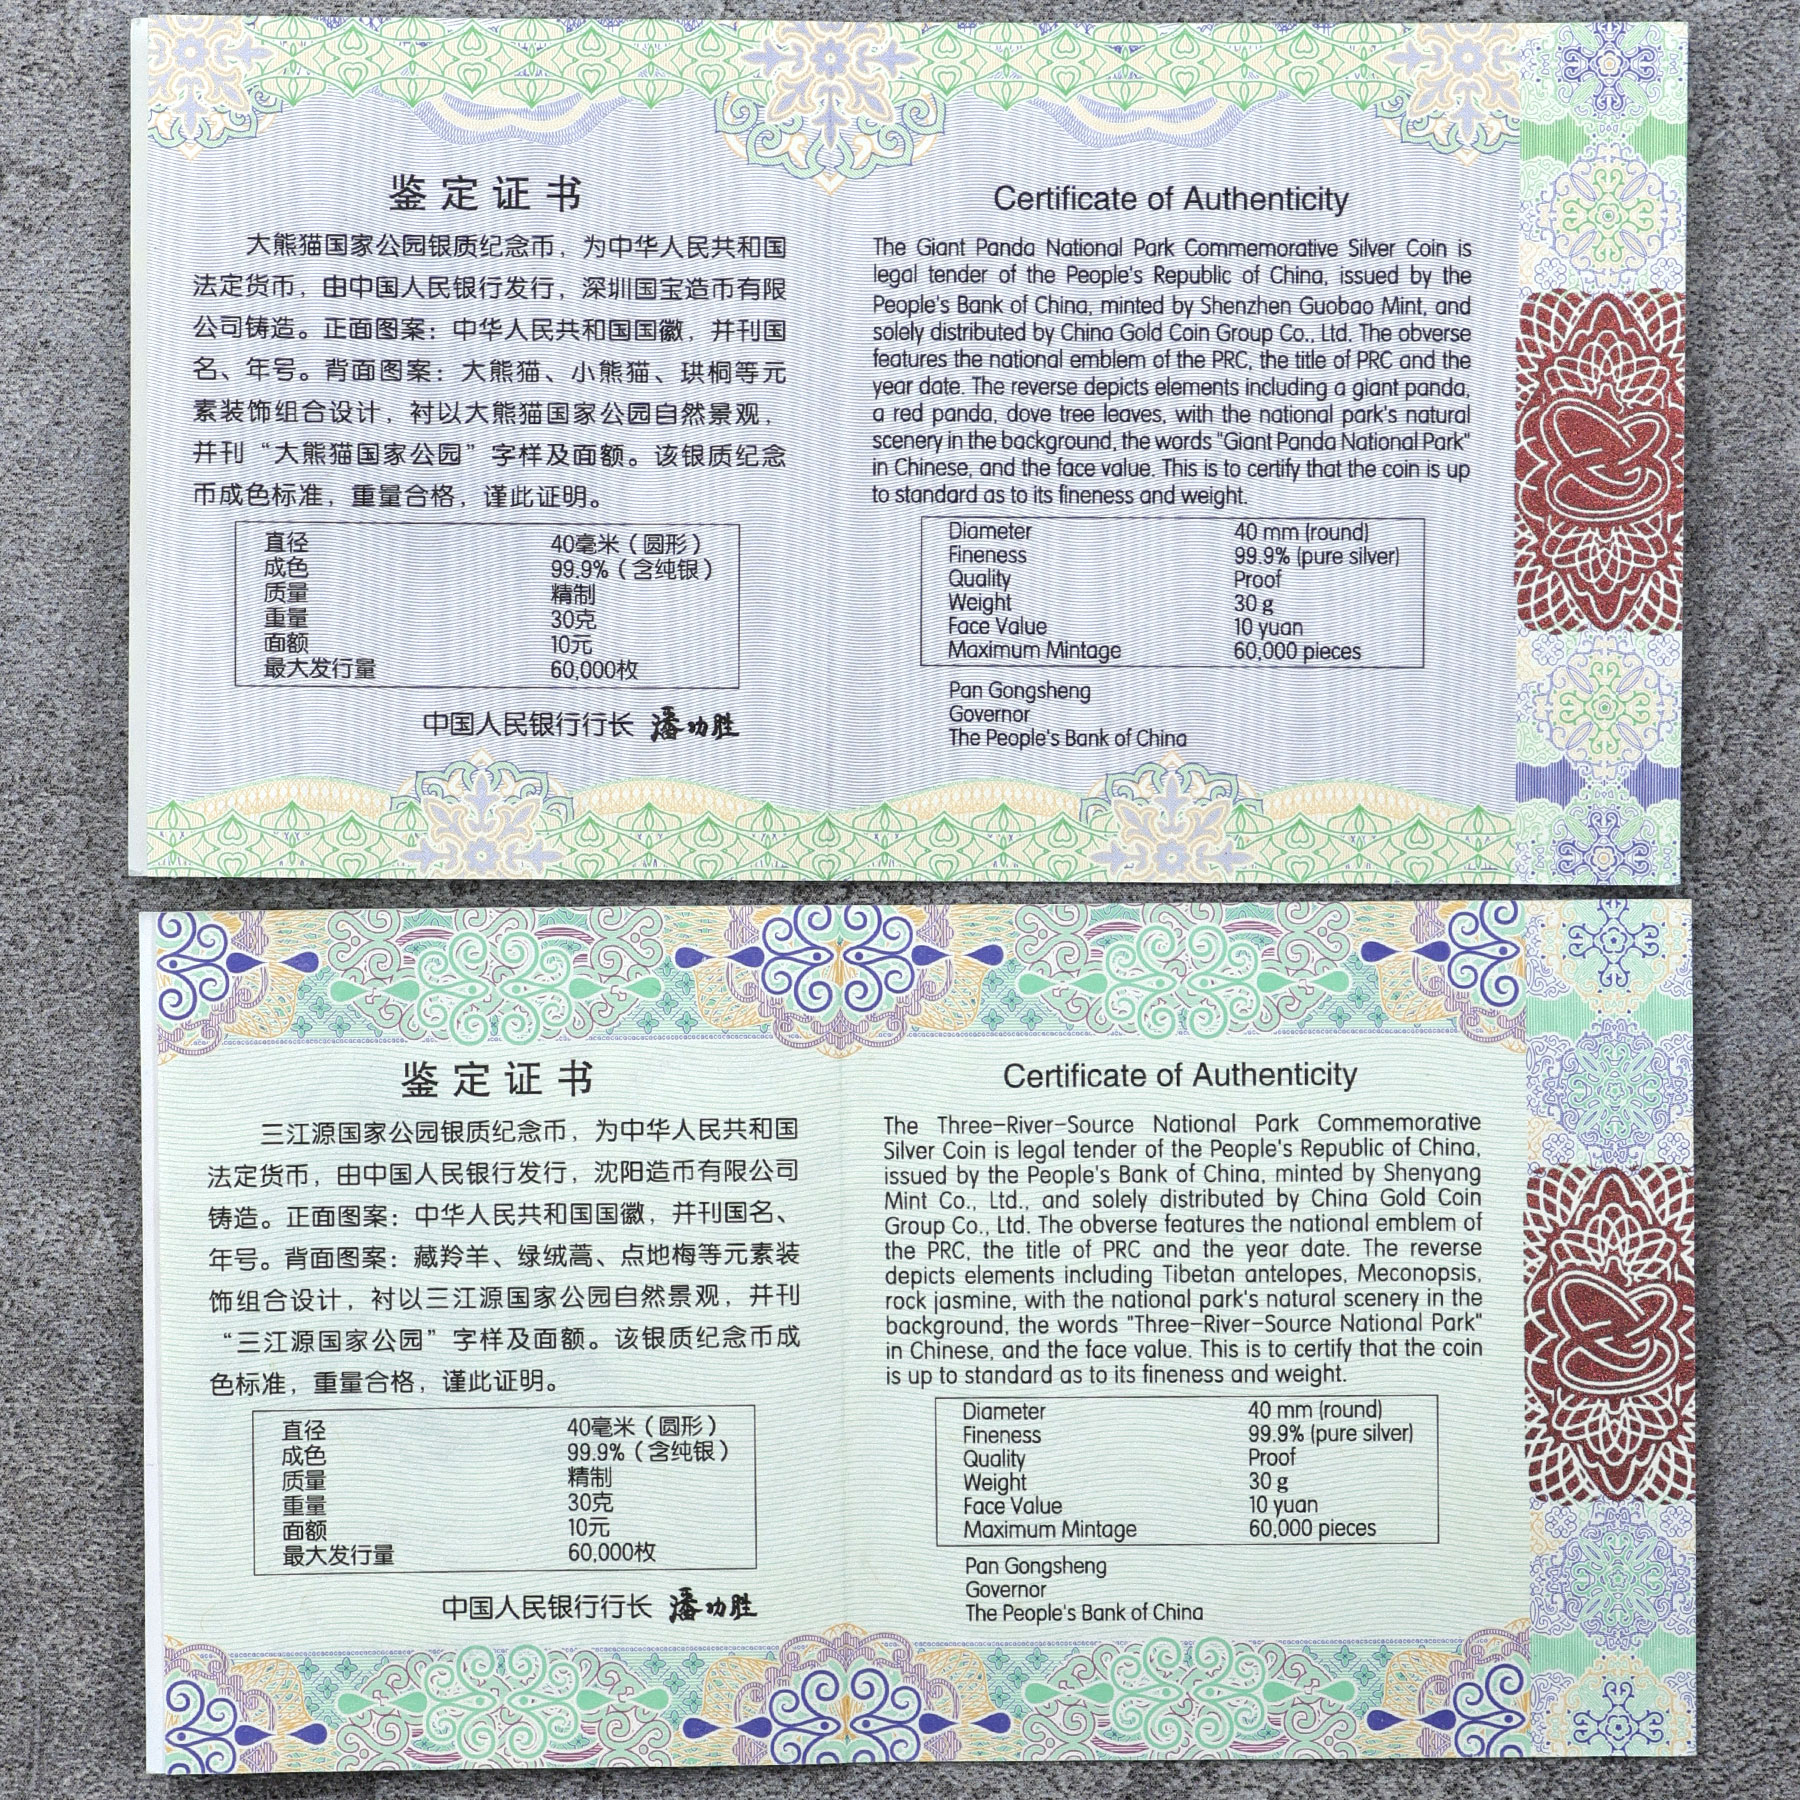 鉴定证书
大熊猫国家公园银质纪念币，为中华人民共和国
法定货币，由中国人民银行发行，深圳国宝造币有限
公司铸造。正面图案：中华人民共和国国徽，并刊国
名、年号。背面图案：大熊猫、小熊猫、珙桐等元
素装饰组合设计，衬以大熊猫国家公园自然景观，
并刊“大熊猫国家公园”字样及面额。该银质纪念
币成色标准，重量合格，谨此证明。
直径 40毫米（圆形）
成色 99.9%（含纯银）
质量 精制
重量 30克
面额 10元
最大发行量 60,000枚
中国人民银行行长 潘功胜
Certificate of Authenticity
The Giant Panda National Park Commemorative Silver Coin is
legal tender of the People's Republic of China, issued by the
People's Bank of China, minted by Shenzhen Guobao Mint, and
solely distributed by China Gold Coin Group Co., Ltd. The obverse
features the national emblem of the PRC, the title of PRC and the
year date. The reverse depicts elements including a giant panda,
a red panda, dove tree leaves, with the national park's natural
scenery in the background, the words "Giant Panda National Park"
in Chinese, and the face value. This is to certify that the coin is up
to standard as to its fineness and weight.
Diameter 40 mm (round)
Fineness 99.9% (pure silver)
Quality Proof
Weight 30 g
Face Value 10 yuan
Maximum Mintage 60,000 pieces
Pan Gongsheng
Governor
The People's Bank of China
鉴定证书
三江源国家公园银质纪念币，为中华人民共和国
法定货币，由中国人民银行发行，沈阳造币有限公司
铸造。正面图案：中华人民共和国国徽，并刊国名、
年号。背面图案：藏羚羊、绿绒蒿、点地梅等元素装
饰组合设计，衬以三江源国家公园自然景观，并刊
“三江源国家公园”字样及面额。该银质纪念币成
色标准，重量合格，谨此证明。
直径 40毫米（圆形）
成色 99.9%（含纯银）
质量 精制
重量 30克
面额 10元
最大发行量 60,000枚
中国人民银行行长 潘功胜
Certificate of Authenticity
The Three-River-Source National Park Commemorative
Silver Coin is legal tender of the People's Republic of China,
issued by the People's Bank of China, minted by Shenyang
Mint Co., Ltd., and solely distributed by China Gold Coin
Group Co., Ltd. The obverse features the national emblem of
the PRC, the title of PRC and the year date. The reverse
depicts elements including Tibetan antelopes, Meconopsis,
rock jasmine, with the national park's natural scenery in the
background, the words "Three-River-Source National Park"
in Chinese, and the face value. This is to certify that the coin
is up to standard as to its fineness and weight.
Diameter 40 mm (round)
Fineness 99.9% (pure silver)
Quality Proof
Weight 30 g
Face Value 10 yuan
Maximum Mintage 60,000 pieces
Pan Gongsheng
Governor
The People's Bank of China